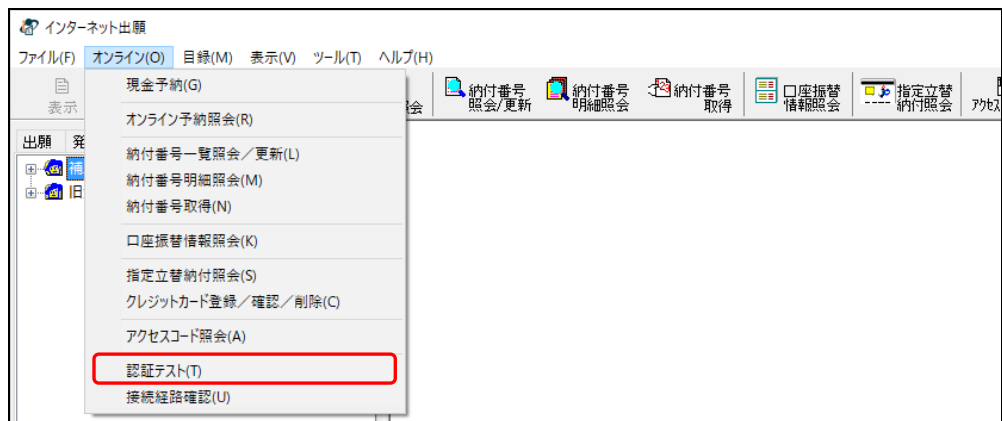 インターネット出願
ファイル(F) オンライン(O) 目録(M) 表示(V) ツール(T) ヘルプ(H)
表示
会
納付番号
照会/更新
納付番号
明細照会
納付番号
取得
口座振替
情報照会
指定立替
納付照会
アクセス
出願 発
補
旧
現金予納(G)
オンライン予納照会(R)
納付番号一覧照会／更新(L)
納付番号明細照会(M)
納付番号取得(N)
口座振替情報照会(K)
指定立替納付照会(S)
クレジットカード登録／確認／削除(C)
アクセスコード照会(A)
認証テスト(T)
接続経路確認(U)